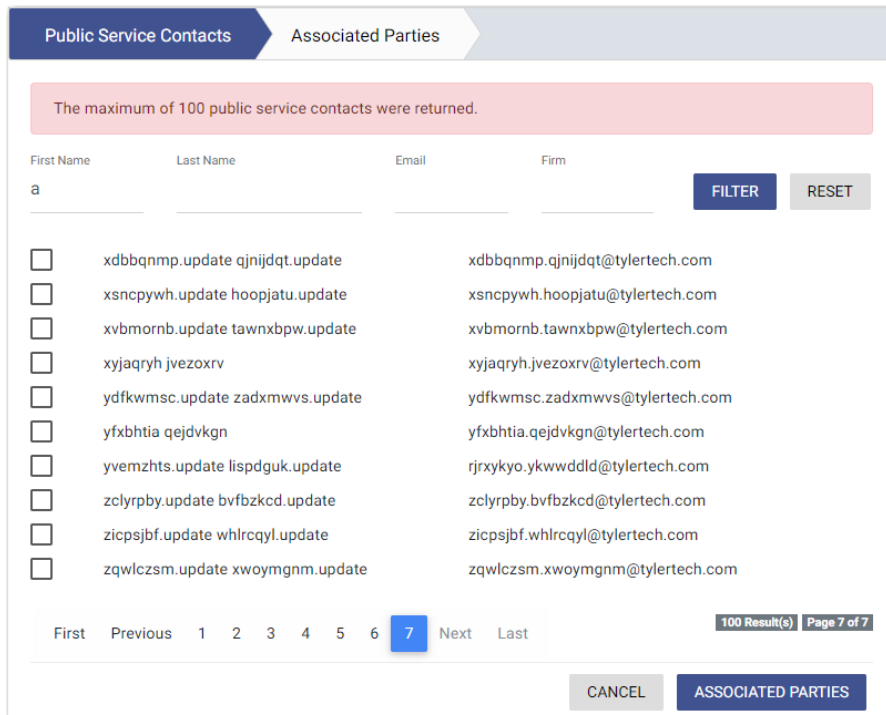 Public Service Contacts Associated Parties
The maximum of 100 public service contacts were returned.
First Name Last Name Email Firm
a FILTER RESET
xdbbqnmp.update qjnijdqt.update xdbbqnmp.qjnijdqt@tylertech.com
xsncpywh.update hoopjatu.update xsncpywh.hoopjatu@tylertech.com
xvbmornb.update tawnxbpw.update xvbmornb.tawnxbpw@tylertech.com
xyjaqryh jvezoxrv xyjaqryh.jvezoxrv@tylertech.com
ydfkwmsc.update zadxmwvs.update ydfkwmsc.zadxmwvs@tylertech.com
yfxbhtia qejdvkgn yfxbhtia.qejdvkgn@tylertech.com
yvemzhts.update lispdguk.update rjrxykyo.ykwwddld@tylertech.com
zclyrpby.update bvfbzkcd.update zclyrpby.bvfbzkcd@tylertech.com
zicpsjbf.update whlrcqyl.update zicpsjbf.whlrcqyl@tylertech.com
zqwlczsm.update xwoymgnm.update zqwlczsm.xwoymgnm@tylertech.com
First Previous 1 2 3 4 5 6 7 Next Last 100 Result(s) Page 7 of 7
CANCEL ASSOCIATED PARTIES